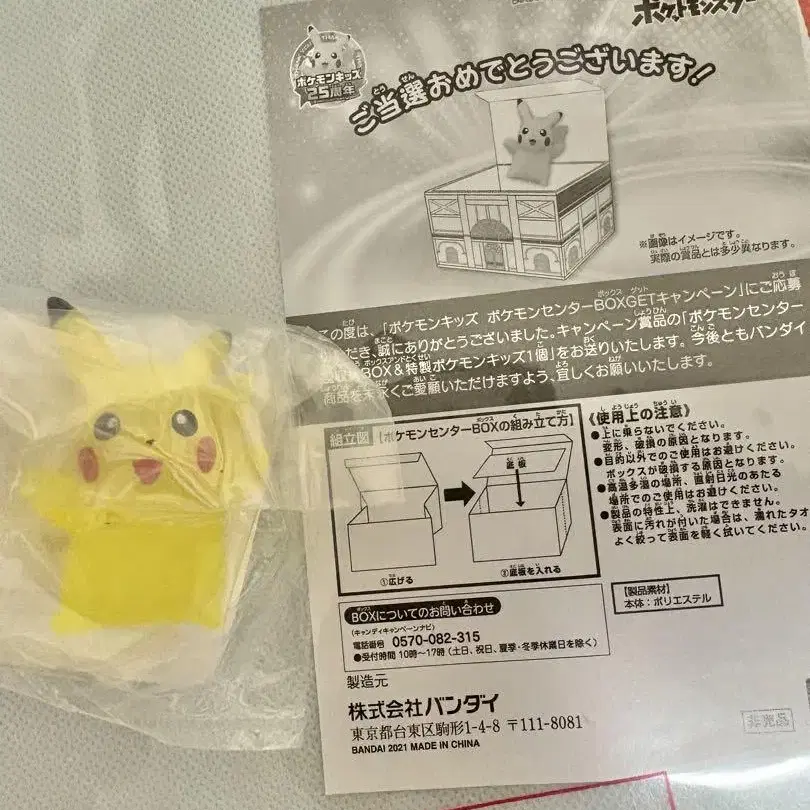 ポケットモンスター
ポケモンキッズ
25周年
ご当選おめでとうございます!
※画像はイメージです。
実際の賞品とは多少異なります。
この度は、「ポケモンキッズ ポケモンセンターBOXGETキャンペーン」にご応募
いただき、誠にありがとうございました。キャンペーン賞品の「ポケモンセンター
BOX&特製ポケモンキッズ1個」をお送りいたします。今後ともバンダイ
商品を末永くご愛顧いただけますよう、宜しくお願いいたします。
組立図【ポケモンセンターBOXの組み立て方】
底板
①広げる
②底板を入れる
《使用上の注意》
●上に乗らないでください。
変形、破損の原因となります。
●目的以外でのご使用はお避けください。
ボックスが破損する原因となります。
●高温多湿の場所、直射日光のあたる
場所でのご使用はお避けください。
●製品の特性上、洗濯はできません。
表面に汚れが付いた場合は、濡れたタオ
よく絞って表面を軽く拭いてください。
【製品素材】
本体:ポリエステル
BOXについてのお問い合わせ
(キャンディキャンペーンナビ)
電話番号 0570-082-315
●受付時間 10時〜17時(土、日、祝日、夏季・冬季休業日を除く)
製造元
株式会社バンダイ
東京都台東区駒形1-4-8 〒111-8081
BANDAI 2021 MADE IN CHINA
非売品